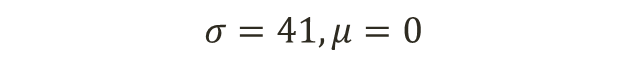 σ = 41, μ = 0